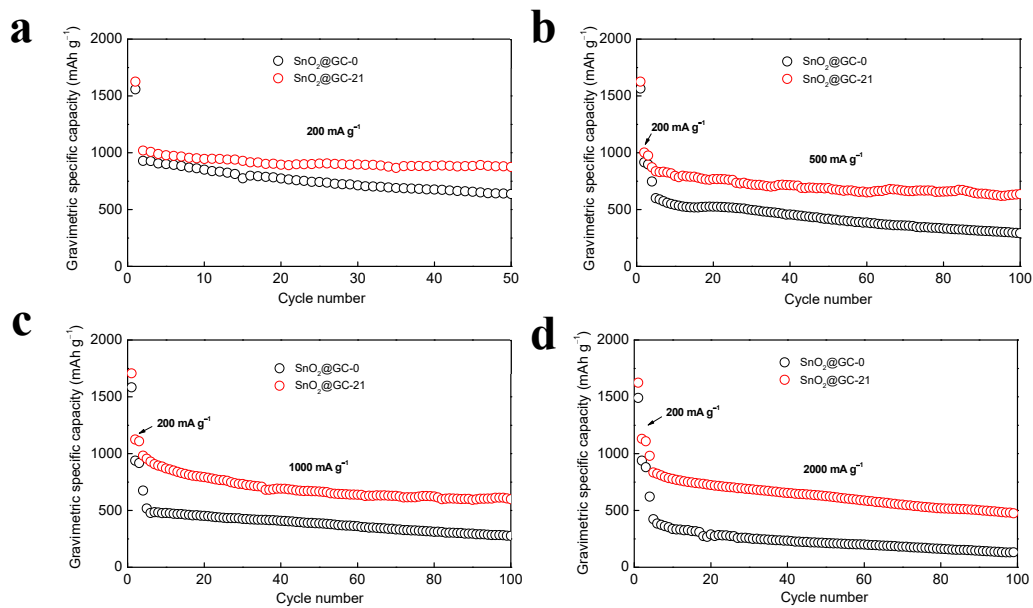 a
2000
1500
1000
500
0
Gravimetric specific capacity (mAh g⁻¹)
SnO₂@GC-0
SnO₂@GC-21
200 mA g⁻¹
0 10 20 30 40 50
Cycle number
b
2000
1500
1000
500
0
Gravimetric specific capacity (mAh g⁻¹)
SnO₂@GC-0
SnO₂@GC-21
200 mA g⁻¹
500 mA g⁻¹
0 20 40 60 80 100
Cycle number
c
2000
1500
1000
500
0
Gravimetric specific capacity (mAh g⁻¹)
SnO₂@GC-0
SnO₂@GC-21
200 mA g⁻¹
1000 mA g⁻¹
0 20 40 60 80 100
Cycle number
d
2000
1500
1000
500
0
Gravimetric specific capacity (mAh g⁻¹)
SnO₂@GC-0
SnO₂@GC-21
200 mA g⁻¹
2000 mA g⁻¹
0 20 40 60 80 100
Cycle number